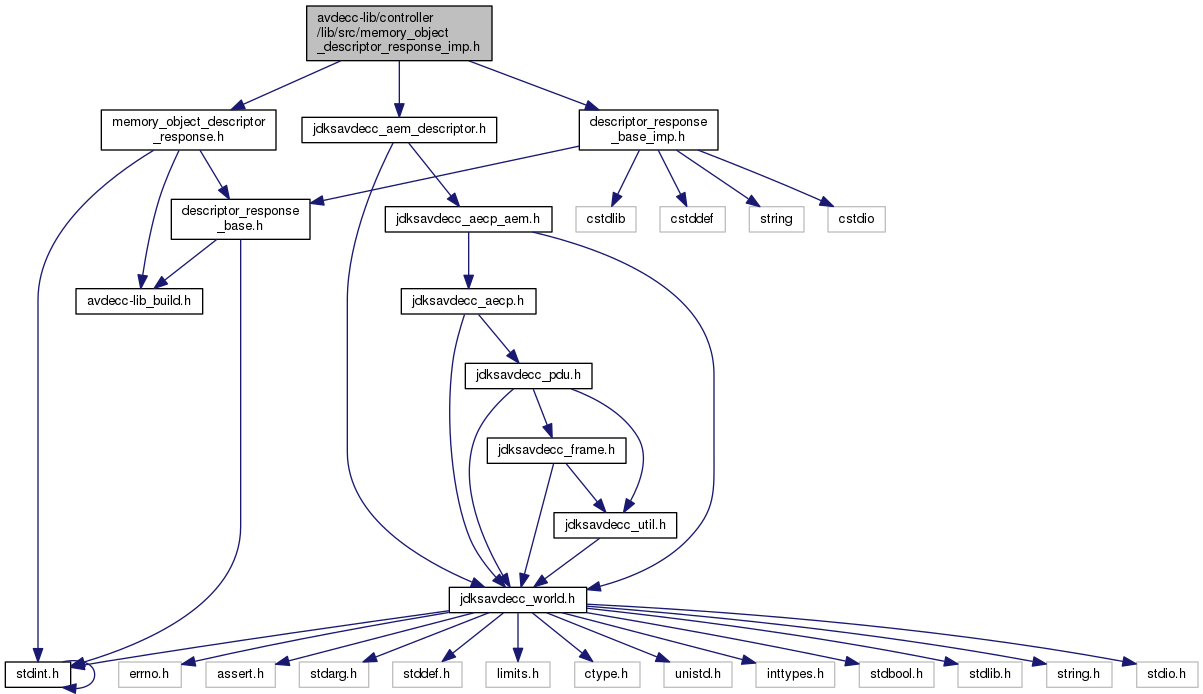 avdecc-lib/controller
/lib/src/memory_object
_descriptor_response_imp.h
memory_object_descriptor
_response.h
jdksavdecc_aem_descriptor.h
descriptor_response
_base_imp.h
descriptor_response
_base.h
jdksavdecc_aecp_aem.h
cstdlib
cstddef
string
cstdio
avdecc-lib_build.h
jdksavdecc_aecp.h
jdksavdecc_pdu.h
jdksavdecc_frame.h
jdksavdecc_util.h
jdksavdecc_world.h
stdint.h
errno.h
assert.h
stdarg.h
stddef.h
limits.h
ctype.h
unistd.h
inttypes.h
stdbool.h
stdlib.h
string.h
stdio.h